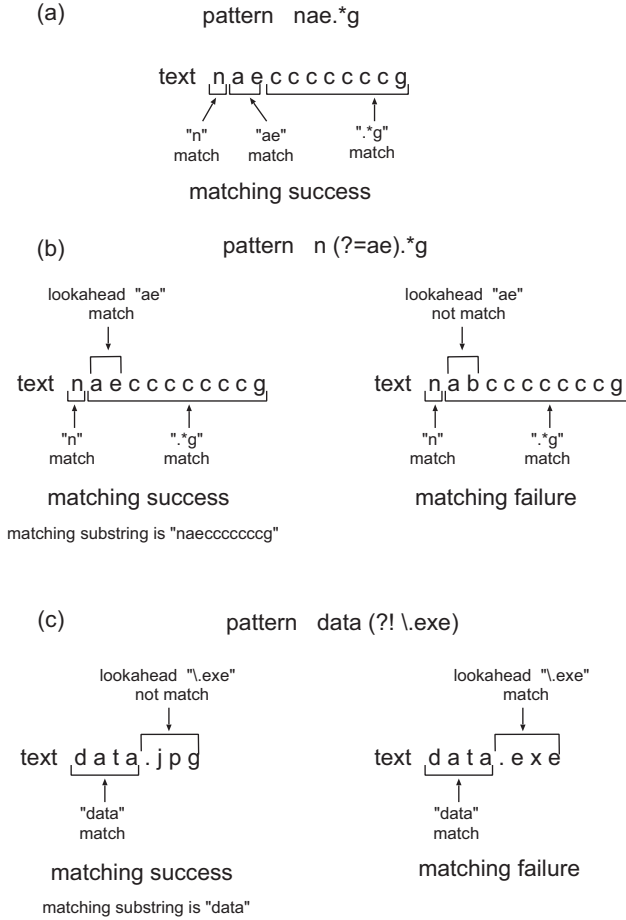 (a)
pattern nae.*g
text n a e c c c c c c c g
"n"
match
"ae"
match
".*g"
match
matching success
(b)
pattern n (?=ae).*g
lookahead "ae"
match
text n a e c c c c c c c g
"n"
match
".*g"
match
matching success
matching substring is "naecccccccg"
lookahead "ae"
not match
text n a b c c c c c c c g
"n"
match
".*g"
match
matching failure
(c)
pattern data (?! \.exe)
lookahead "\.exe"
not match
text d a t a . j p g
"data"
match
matching success
matching substring is "data"
lookahead "\.exe"
match
text d a t a . e x e
"data"
match
matching failure